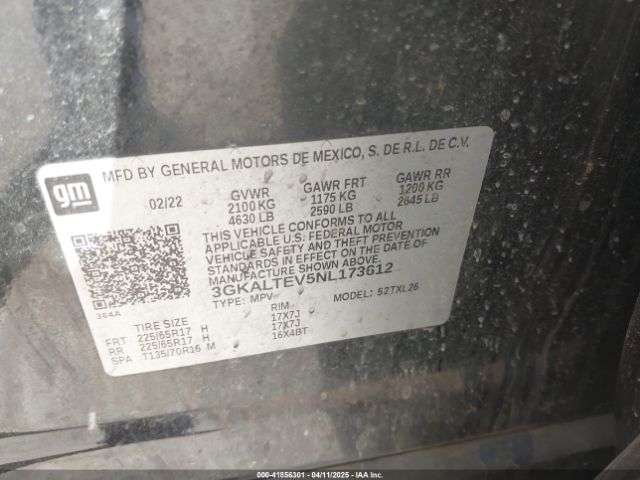 MFD BY GENERAL MOTORS DE MEXICO, S. DE R.L. DE C.V.
gm
02/22 GVWR GAWR FRT GAWR RR
2100 KG 1175 KG 1200 KG
4630 LB 2590 LB 2645 LB
THIS VEHICLE CONFORMS TO ALL
APPLICABLE U.S. FEDERAL MOTOR
VEHICLE SAFETY AND THEFT PREVENTION
STANDARDS IN EFFECT ON THE DATE OF
MANUFACTURE SHOWN ABOVE.
3GKALTEV5NL173612
384A
TYPE: MPV MODEL: 52TXL26
TIRE SIZE RIM
FRT 225/65R17 H 17X7J
RR 225/65R17 H 17X7J
SPA T135/70R16 M 16X4BT
000-41856301 - 04/11/2025 - IAAI.COM